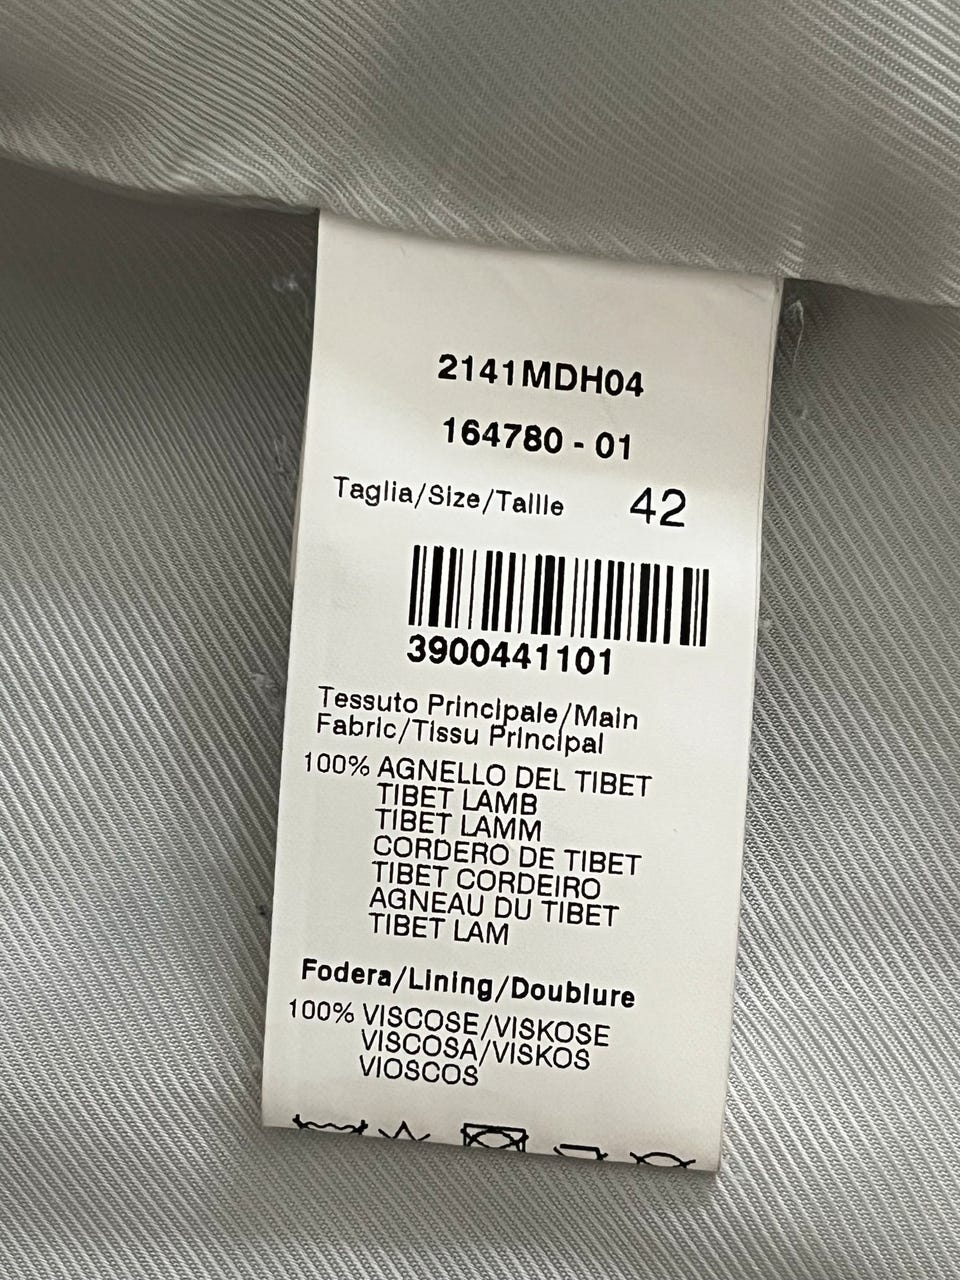 2141MDH04
164780 - 01
Taglia/Size/Taille 42
3900441101
Tessuto Principale/Main
Fabric/Tissu Principal
100% AGNELLO DEL TIBET
TIBET LAMB
TIBET LAMM
CORDERO DE TIBET
TIBET CORDEIRO
AGNEAU DU TIBET
TIBET LAM
Fodera/Lining/Doublure
100% VISCOSE/VISKOSE
VISCOSA/VISKOS
VIOSCOS